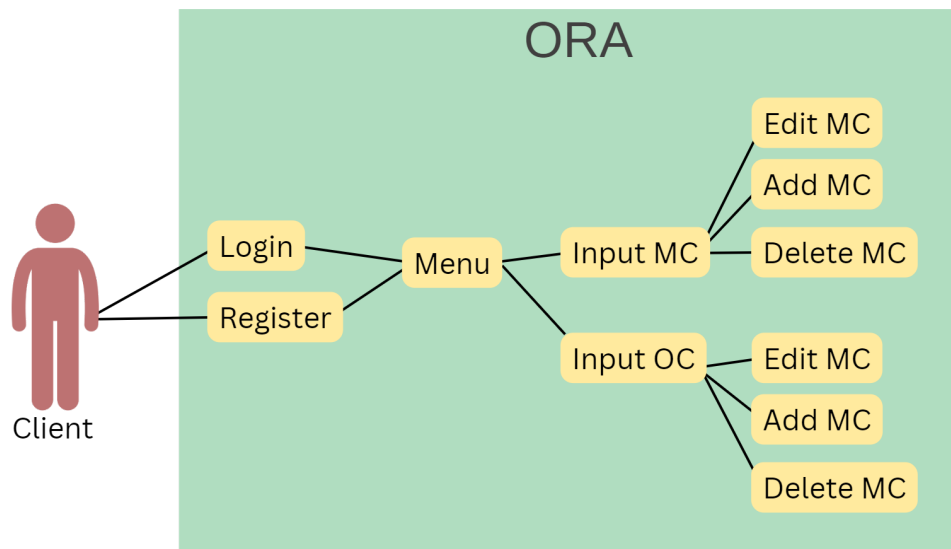 ORA
Edit MC
Add MC
Login
Input MC
Delete MC
Menu
Register
Input OC
Edit MC
Add MC
Client
Delete MC